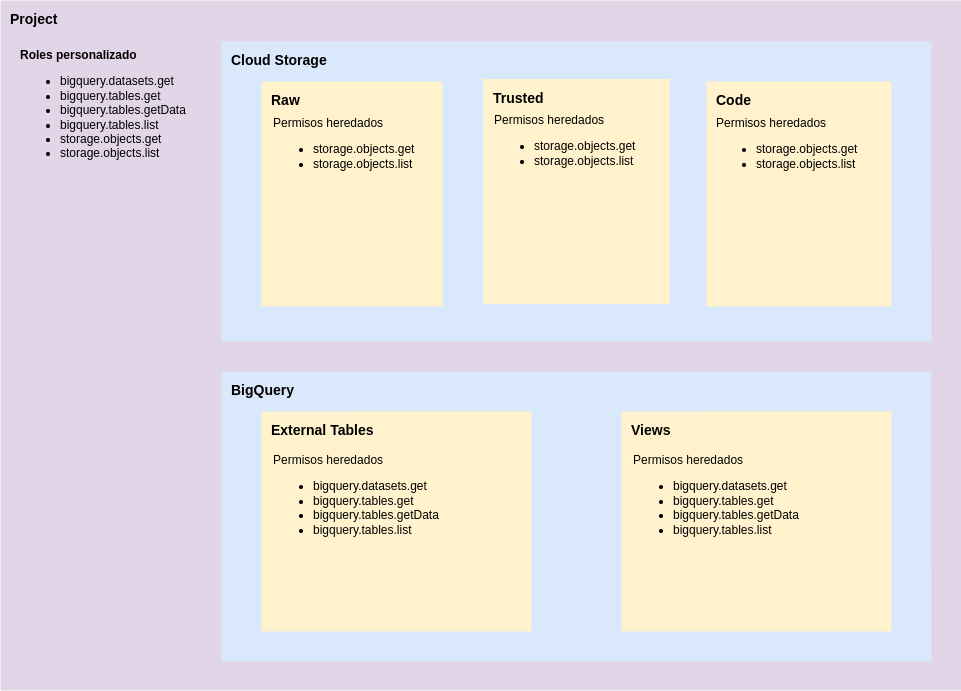 Project
Roles personalizado
bigquery.datasets.get
bigquery.tables.get
bigquery.tables.getData
bigquery.tables.list
storage.objects.get
storage.objects.list
Cloud Storage
Raw
Permisos heredados
storage.objects.get
storage.objects.list
Trusted
Permisos heredados
storage.objects.get
storage.objects.list
Code
Permisos heredados
storage.objects.get
storage.objects.list
BigQuery
External Tables
Permisos heredados
bigquery.datasets.get
bigquery.tables.get
bigquery.tables.getData
bigquery.tables.list
Views
Permisos heredados
bigquery.datasets.get
bigquery.tables.get
bigquery.tables.getData
bigquery.tables.list